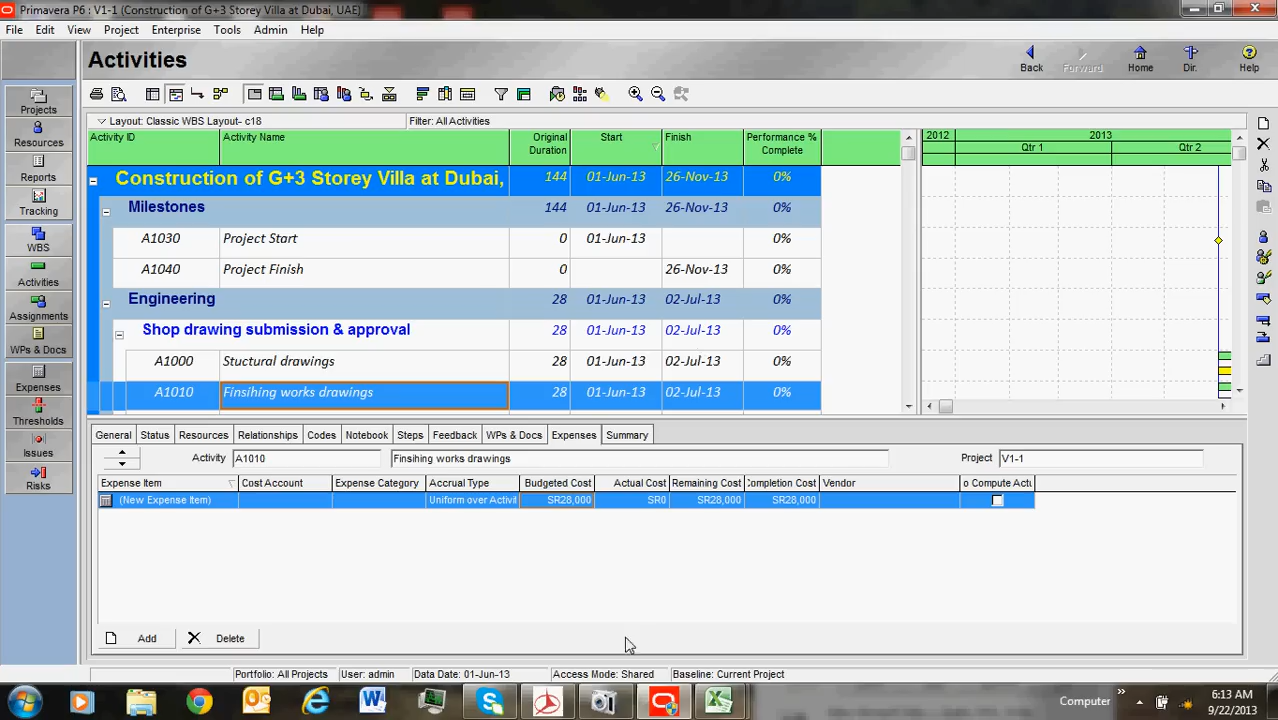 Primavera P6 : V1-1 (Construction of G+3 Storey Villa at Dubai, UAE)
File Edit View Project Enterprise Tools Admin Help
Activities
Back Forward Home Dir. Help
Projects
Resources
Reports
Tracking
WBS
Activities
Assignments
WPs & Docs
Expenses
Thresholds
Issues
Risks
Layout: Classic WBS Layout- c18 Filter: All Activities
Activity ID Activity Name Original Duration Start Finish Performance % Complete 2012 2013
Qtr 1 Qtr 2
Construction of G+3 Storey Villa at Dubai, 144 01-Jun-13 26-Nov-13 0%
Milestones 144 01-Jun-13 26-Nov-13 0%
A1030 Project Start 0 01-Jun-13 0%
A1040 Project Finish 0 26-Nov-13 0%
Engineering 28 01-Jun-13 02-Jul-13 0%
Shop drawing submission & approval 28 01-Jun-13 02-Jul-13 0%
A1000 Stuctural drawings 28 01-Jun-13 02-Jul-13 0%
A1010 Finsihing works drawings 28 01-Jun-13 02-Jul-13 0%
General Status Resources Relationships Codes Notebook Steps Feedback WPs & Docs Expenses Summary
Activity A1010 Finsihing works drawings Project V1-1
Expense Item Cost Account Expense Category Accrual Type Budgeted Cost Actual Cost Remaining Cost Completion Cost Vendor o Compute Actu
(New Expense Item) Uniform over Activit SR28,000 SR0 SR28,000 SR28,000
Add Delete
Portfolio: All Projects User: admin Data Date: 01-Jun-13 Access Mode: Shared Baseline: Current Project
Computer 6:13 AM
9/22/2013